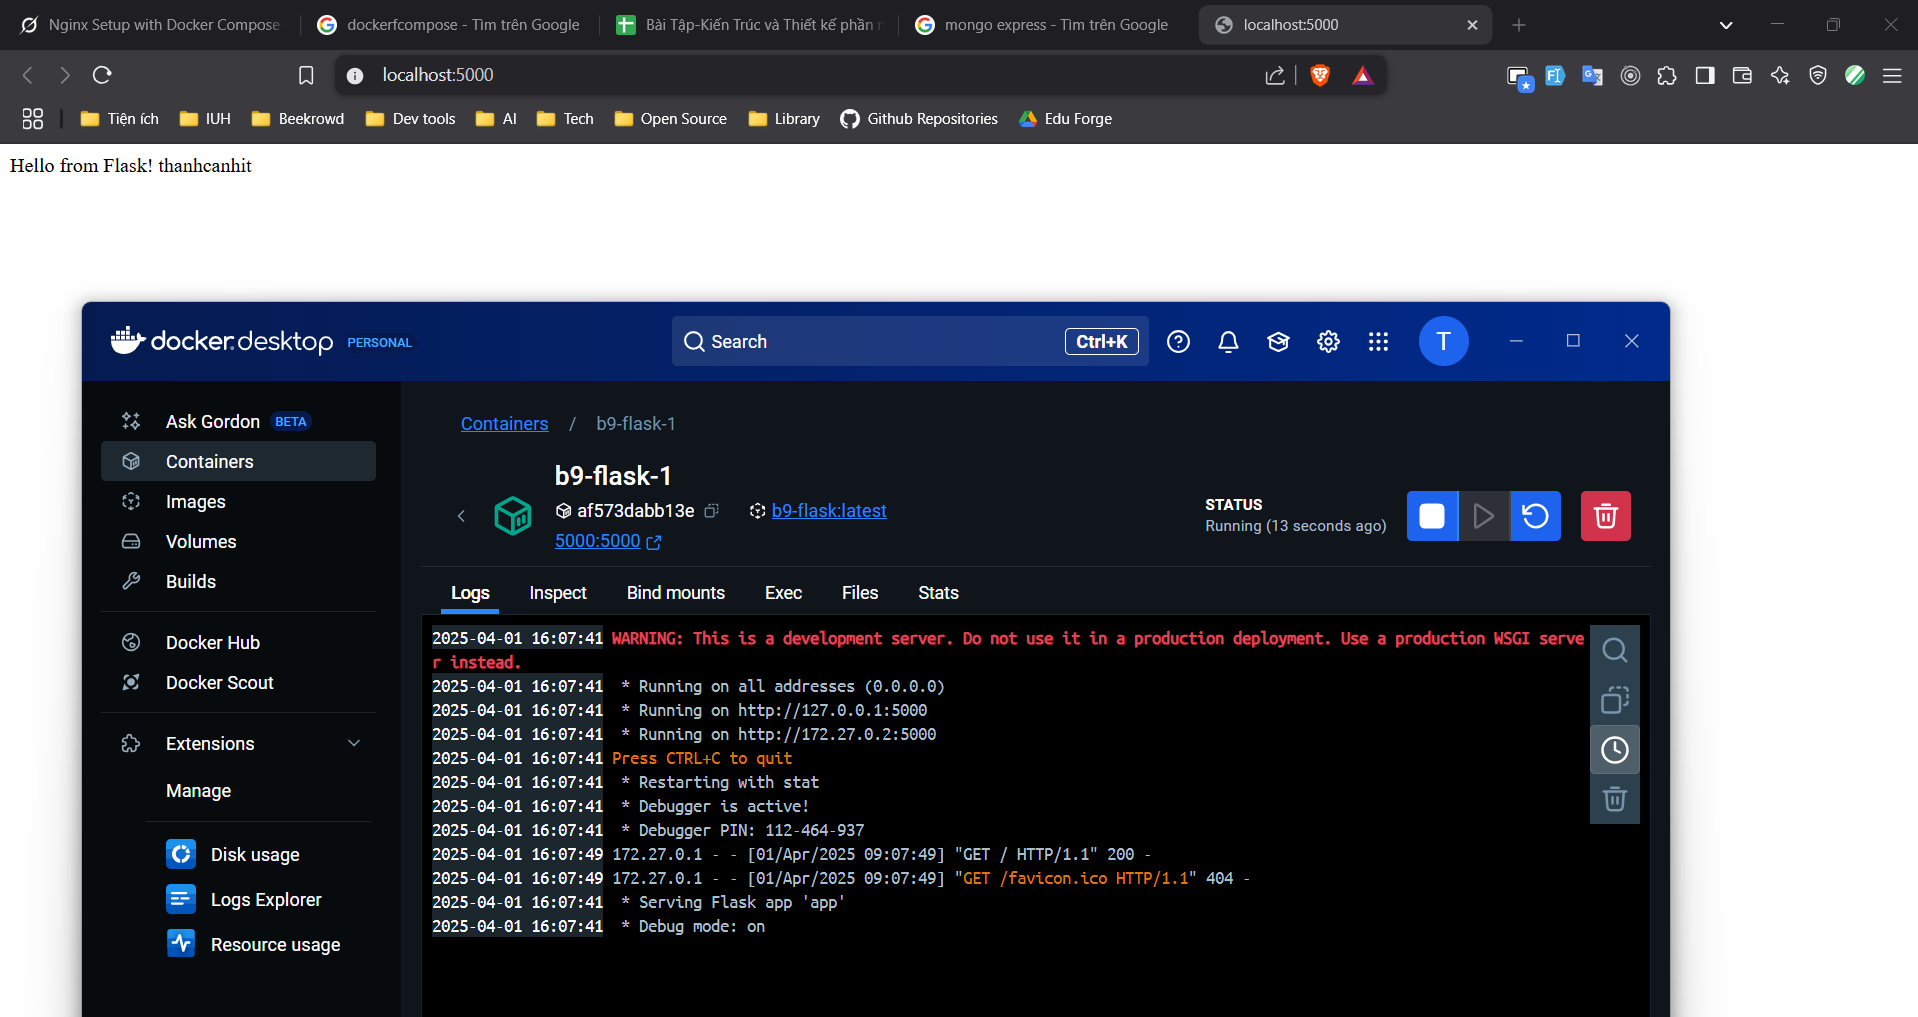 Nginx Setup with Docker Compose
dockerfcompose - Tìm trên Google
Bài Tập-Kiến Trúc và Thiết kế phần
mongo express - Tìm trên Google
localhost:5000
localhost:5000
Tiện ích
IUH
Beekrowd
Dev tools
AI
Tech
Open Source
Library
Github Repositories
Edu Forge
Hello from Flask! thanhcanhit
docker.desktop PERSONAL
Search
Ctrl+K
T
Ask Gordon BETA
Containers
Images
Volumes
Builds
Docker Hub
Docker Scout
Extensions
Manage
Disk usage
Logs Explorer
Resource usage
Containers / b9-flask-1
b9-flask-1
af573dabb13e
b9-flask:latest
5000:5000
STATUS
Running (13 seconds ago)
Logs
Inspect
Bind mounts
Exec
Files
Stats
2025-04-01 16:07:41 WARNING: This is a development server. Do not use it in a production deployment. Use a production WSGI serve
r instead.
2025-04-01 16:07:41 * Running on all addresses (0.0.0.0)
2025-04-01 16:07:41 * Running on http://127.0.0.1:5000
2025-04-01 16:07:41 * Running on http://172.27.0.2:5000
2025-04-01 16:07:41 Press CTRL+C to quit
2025-04-01 16:07:41 * Restarting with stat
2025-04-01 16:07:41 * Debugger is active!
2025-04-01 16:07:41 * Debugger PIN: 112-464-937
2025-04-01 16:07:49 172.27.0.1 - - [01/Apr/2025 09:07:49] "GET / HTTP/1.1" 200 -
2025-04-01 16:07:49 172.27.0.1 - - [01/Apr/2025 09:07:49] "GET /favicon.ico HTTP/1.1" 404 -
2025-04-01 16:07:41 * Serving Flask app 'app'
2025-04-01 16:07:41 * Debug mode: on